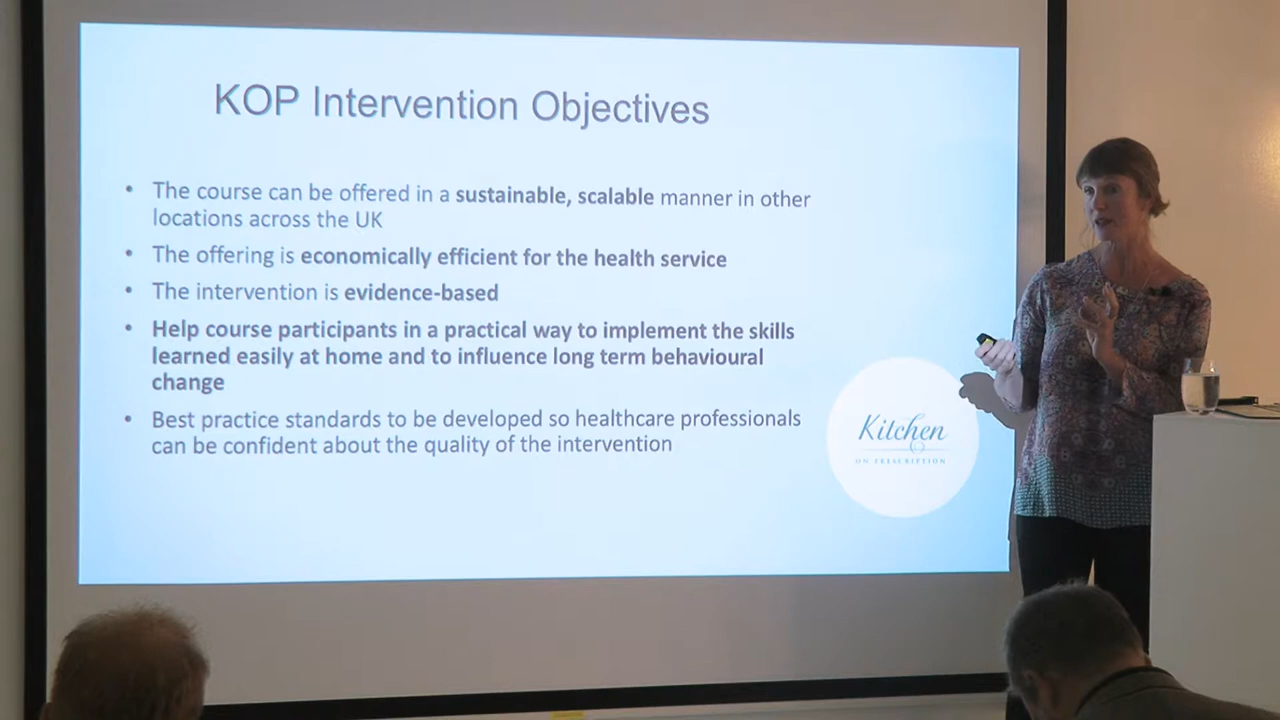 KOP Intervention Objectives
• The course can be offered in a sustainable, scalable manner in other
locations across the UK
• The offering is economically efficient for the health service
• The intervention is evidence-based
• Help course participants in a practical way to implement the skills
learned easily at home and to influence long term behavioural
change
• Best practice standards to be developed so healthcare professionals
can be confident about the quality of the intervention
Kitchen
ON PRESCRIPTION